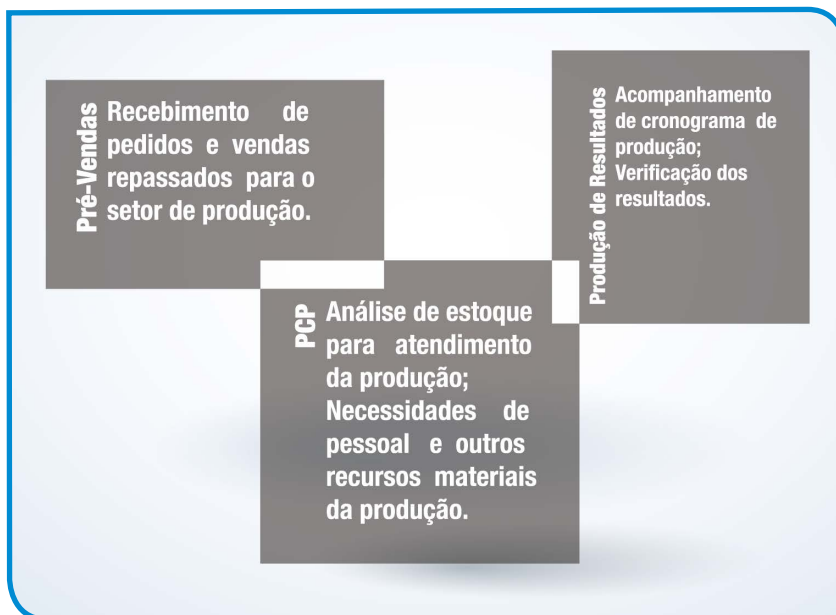 Pré-Vendas
Recebimento de
pedidos e vendas
repassados para o
setor de produção.
PCP
Análise de estoque
para atendimento
da produção;
Necessidades de
pessoal e outros
recursos materiais
da produção.
Produção de Resultados
Acompanhamento
de cronograma de
produção;
Verificação dos
resultados.